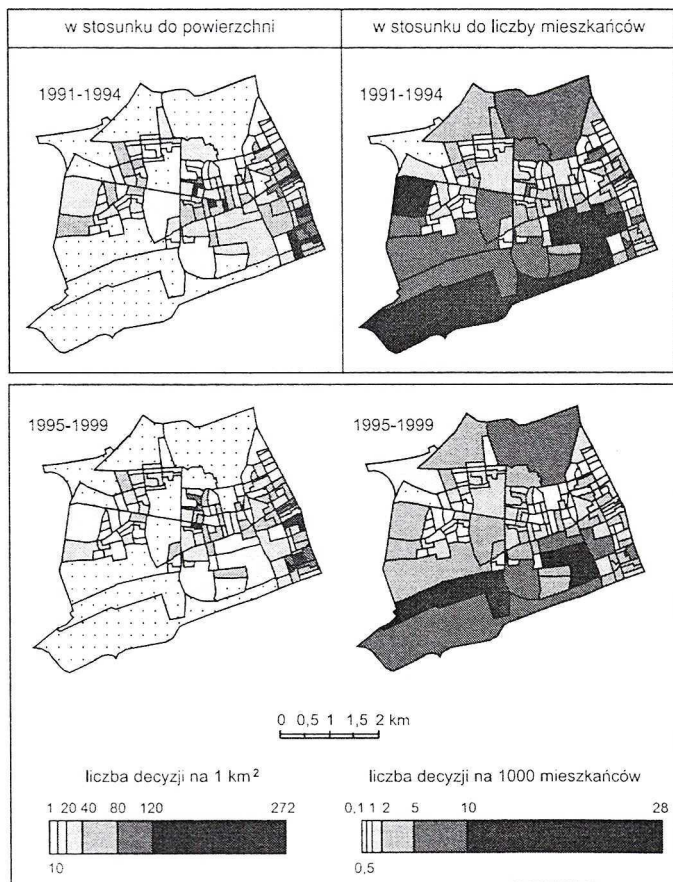 w stosunku do powierzchni
w stosunku do liczby mieszkańców
1991-1994
1991-1994
1995-1999
1995-1999
0 0,5 1 1,5 2 km
liczba decyzji na 1 km²
1 20 40 80 120 272
10
liczba decyzji na 1000 mieszkańców
0,1 1 2 5 10 28
0,5